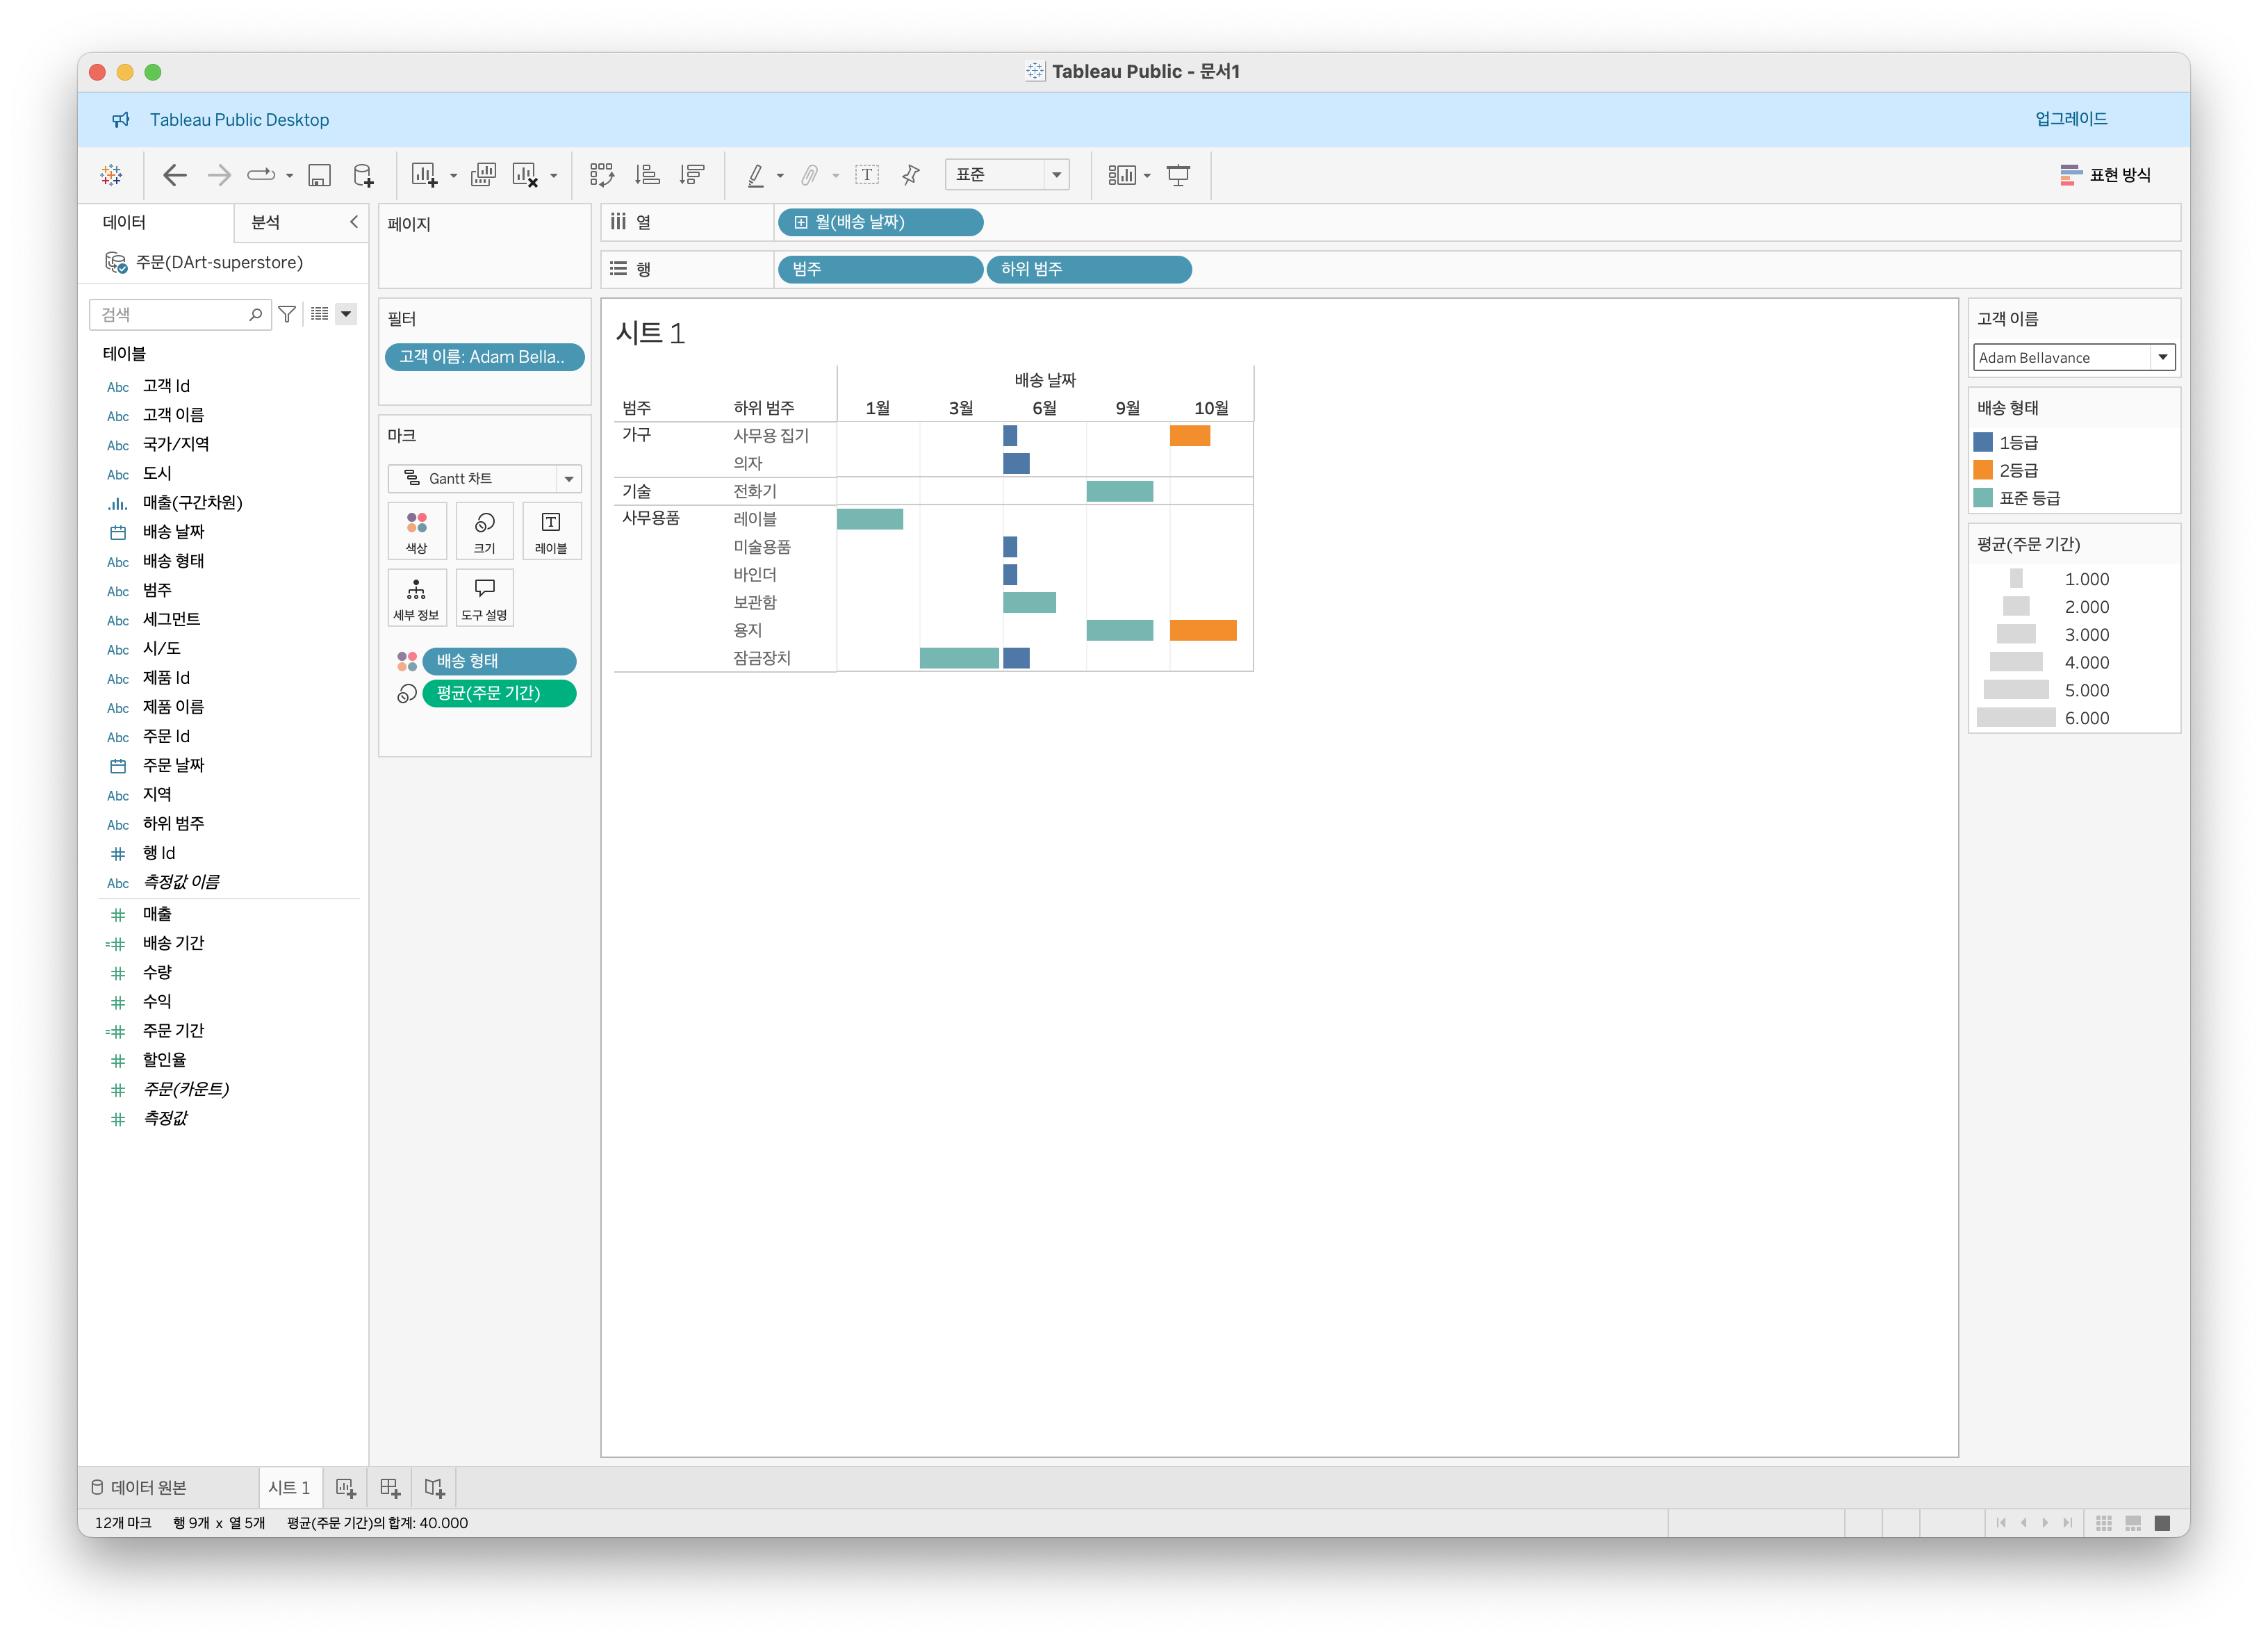 Tableau Public - 문서1
Tableau Public Desktop
업그레이드
표준
표현 방식
데이터
분석
주문(DArt-superstore)
검색
테이블
Abc 고객 Id
Abc 고객 이름
Abc 국가/지역
Abc 도시
매출(구간차원)
배송 날짜
Abc 배송 형태
Abc 범주
Abc 세그먼트
Abc 시/도
Abc 제품 Id
Abc 제품 이름
Abc 주문 Id
주문 날짜
Abc 지역
Abc 하위 범주
행 Id
Abc 측정값 이름
매출
배송 기간
수량
수익
주문 기간
할인율
주문(카운트)
측정값
페이지
필터
고객 이름: Adam Bella..
마크
Gantt 차트
색상 크기 레이블
세부 정보 도구 설명
배송 형태
평균(주문 기간)
열 월(배송 날짜)
행 범주 하위 범주
시트 1
배송 날짜
범주 하위 범주 1월 3월 6월 9월 10월
가구 사무용 집기
의자
기술 전화기
사무용품 레이블
미술용품
바인더
보관함
용지
잠금장치
고객 이름
Adam Bellavance
배송 형태
1등급
2등급
표준 등급
평균(주문 기간)
1.000
2.000
3.000
4.000
5.000
6.000
데이터 원본
시트 1
12개 마크 행 9개 x 열 5개 평균(주문 기간)의 합계: 40.000